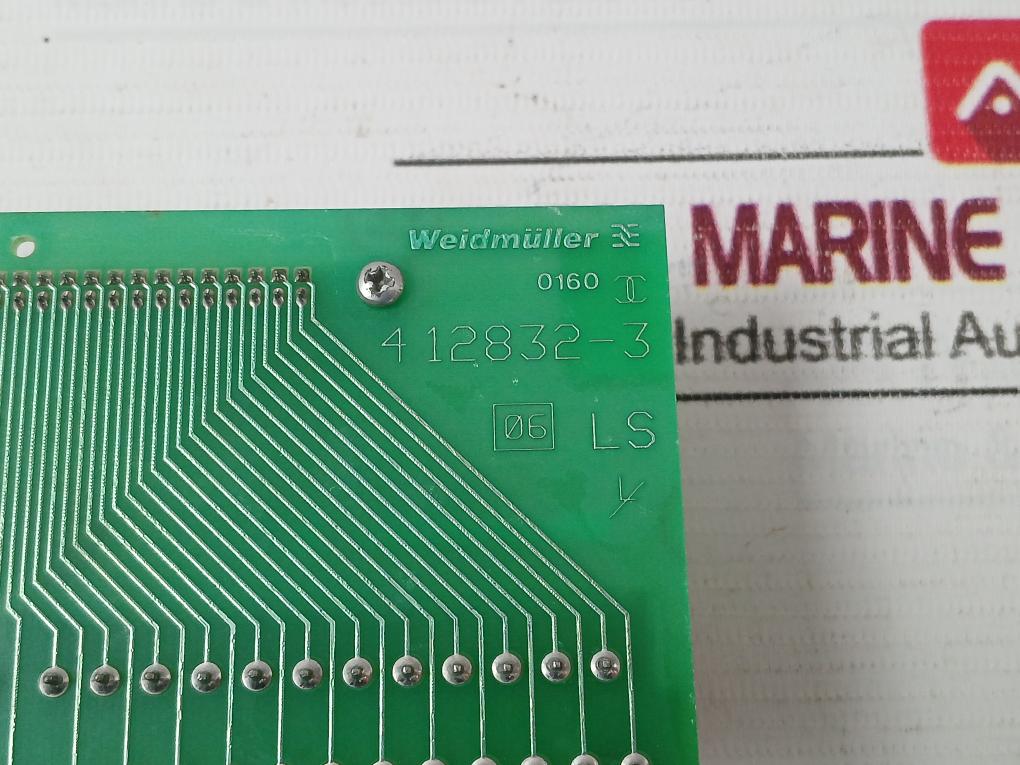 Weidmüller
0160
412832-3
06 LS
MARINE
Industrial Au